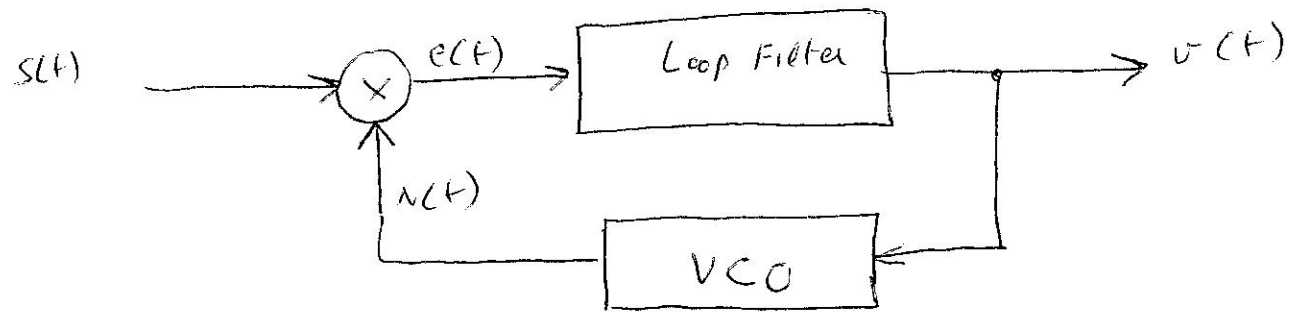 S(t)
e(t)
Loop Filter
v(t)
r(t)
VCO